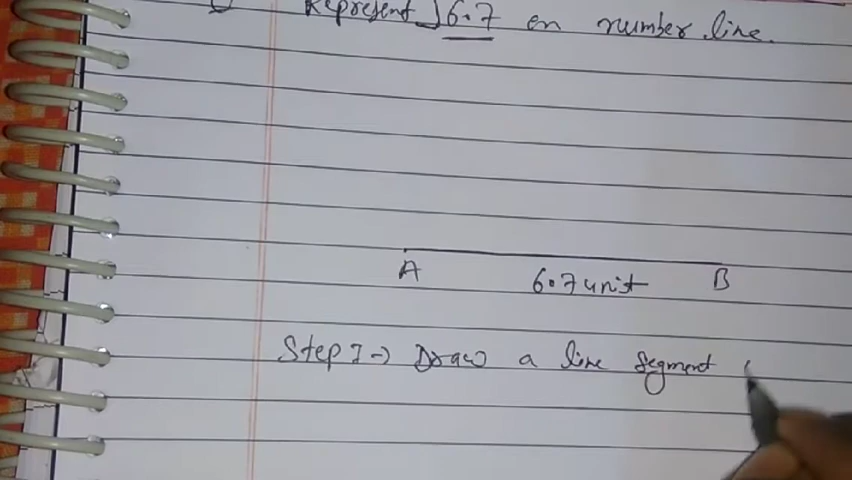 Represent √6.7 on number line.
A 6.7 unit B
Step I → Draw a line segment